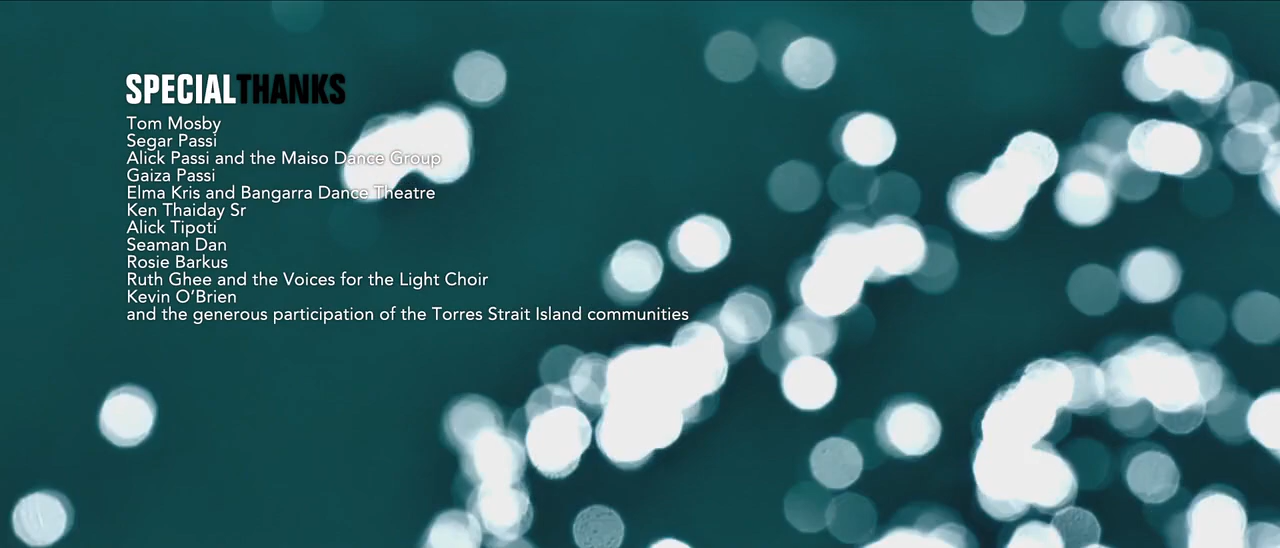 SPECIALTHANKS
Tom Mosby
Segar Passi
Alick Passi and the Maiso Dance Group
Gaiza Passi
Elma Kris and Bangarra Dance Theatre
Ken Thaiday Sr
Alick Tipoti
Seaman Dan
Rosie Barkus
Ruth Ghee and the Voices for the Light Choir
Kevin O’Brien
and the generous participation of the Torres Strait Island communities